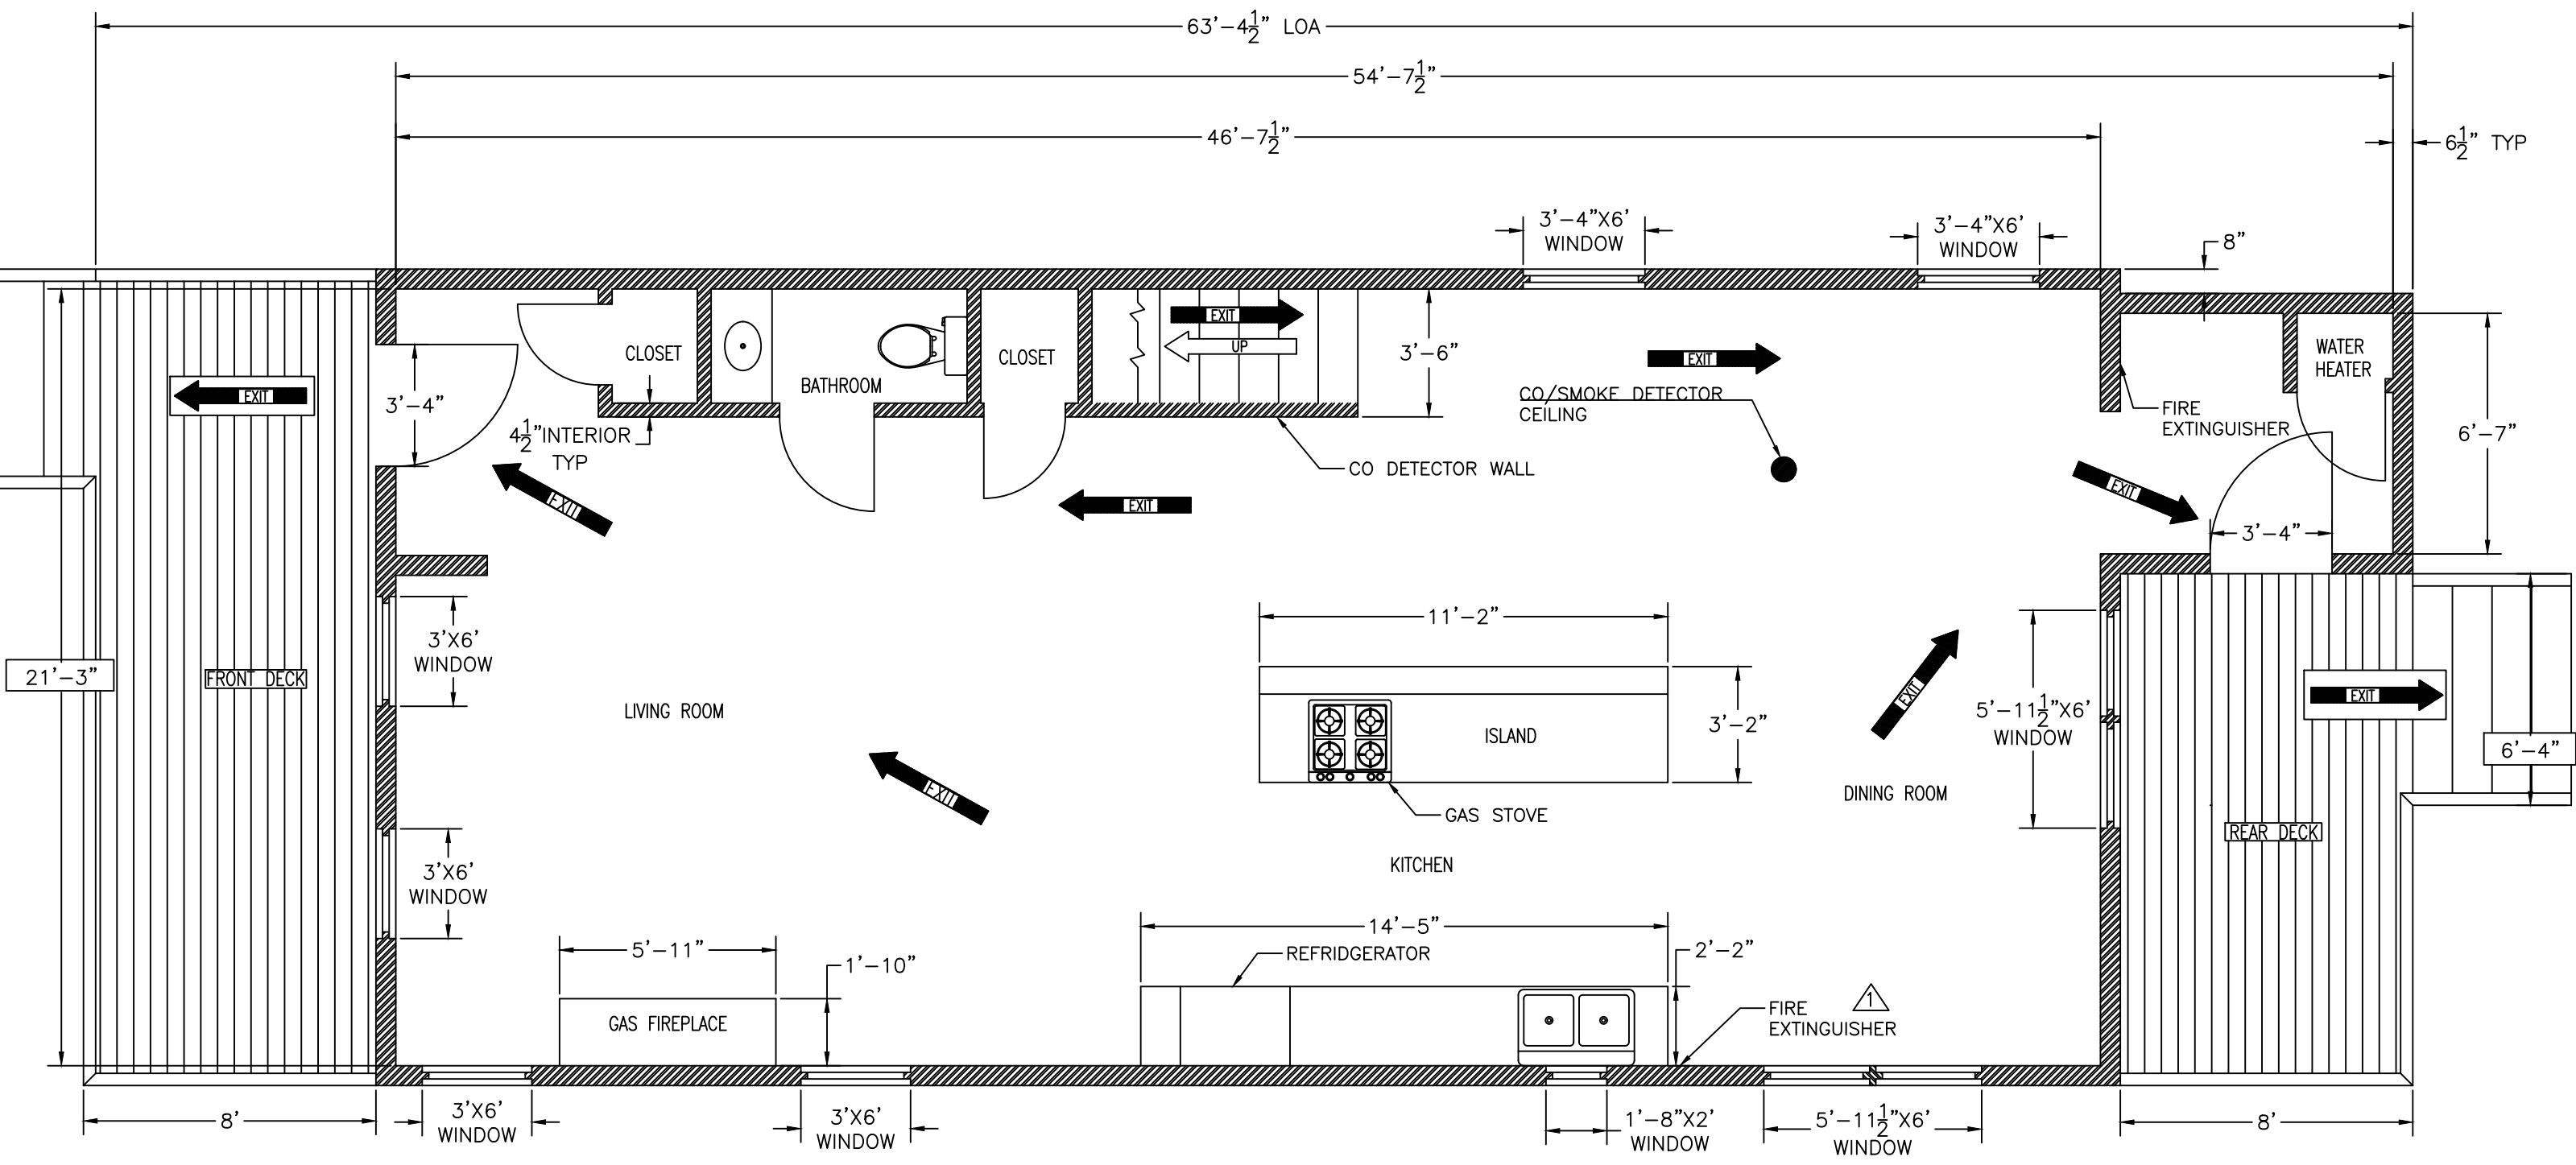 63'-4½" LOA
54'-7½"
46'-7½"
6½" TYP
3'-4"X6'
WINDOW
3'-4"X6'
WINDOW
8"
EXIT
3'-4"
CLOSET
4½"INTERIOR
TYP
BATHROOM
CLOSET
EXIT
UP
3'-6"
EXIT
CO/SMOKE DETECTOR
CEILING
CO DETECTOR WALL
WATER
HEATER
FIRE
EXTINGUISHER
6'-7"
EXIT
EXIT
EXIT
3'-4"
3'X6'
WINDOW
21'-3"
FRONT DECK
LIVING ROOM
11'-2"
3'-2"
ISLAND
GAS STOVE
EXIT
EXIT
5'-11½"X6'
WINDOW
DINING ROOM
EXIT
6'-4"
REAR DECK
KITCHEN
3'X6'
WINDOW
5'-11"
1'-10"
GAS FIREPLACE
14'-5"
REFRIDGERATOR
2'-2"
FIRE
EXTINGUISHER
1
8'
3'X6'
WINDOW
3'X6'
WINDOW
1'-8"X2'
WINDOW
5'-11½"X6'
WINDOW
8'